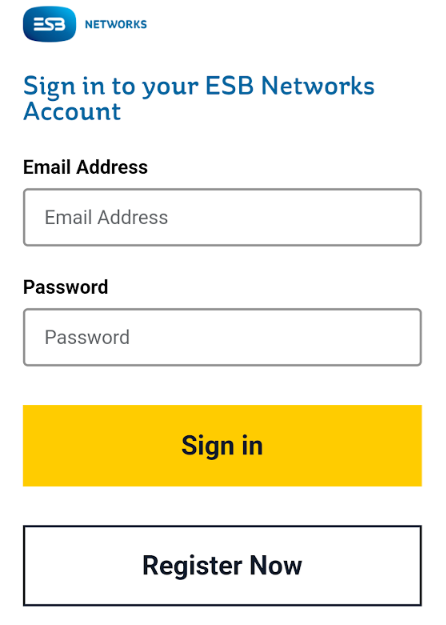 ESB NETWORKS
Sign in to your ESB Networks
Account
Email Address
Email Address
Password
Password
Sign in
Register Now